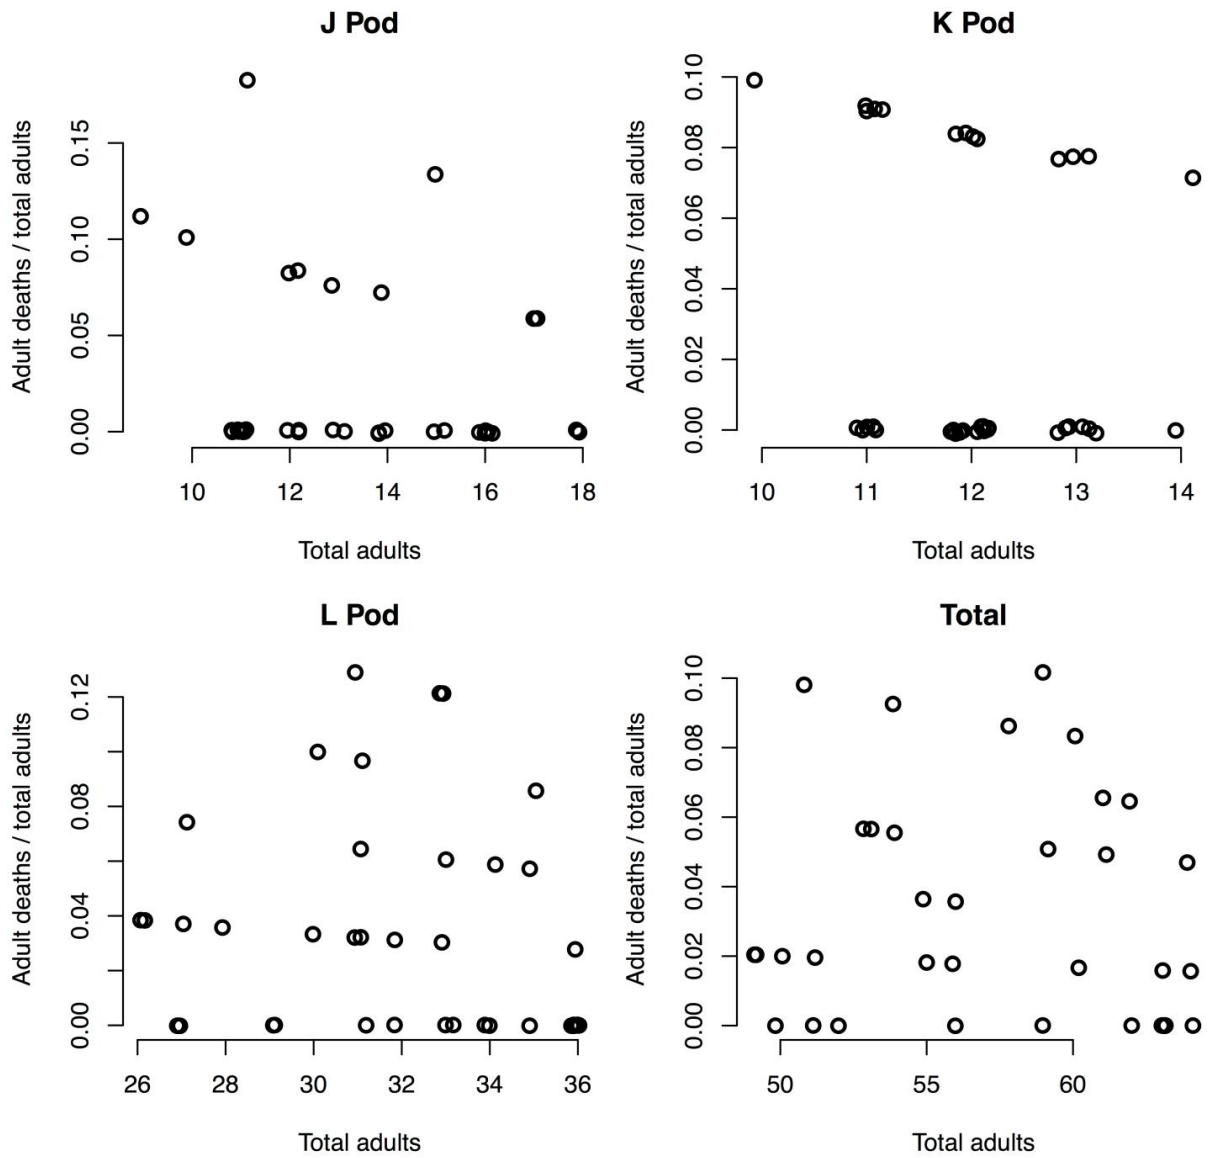 J Pod
Adult deaths / total adults
0.15
0.10
0.05
0.00
10 12 14 16 18
Total adults
K Pod
Adult deaths / total adults
0.10
0.08
0.06
0.04
0.02
0.00
10 11 12 13 14
Total adults
L Pod
Adult deaths / total adults
0.12
0.08
0.04
0.00
26 28 30 32 34 36
Total adults
Total
Adult deaths / total adults
0.10
0.08
0.06
0.04
0.02
0.00
50 55 60
Total adults